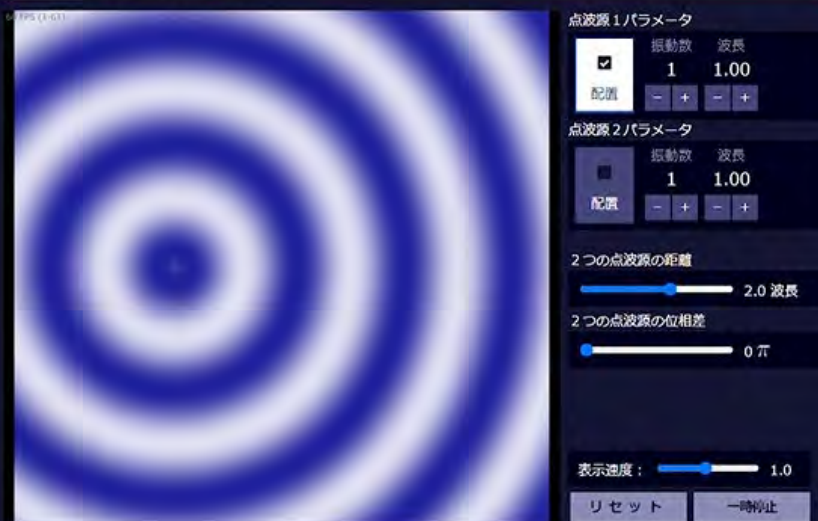 点波源1パラメータ
振動数 波長
1 1.00
配置
- + - +
点波源2パラメータ
振動数 波長
1 1.00
配置
- + - +
2つの点波源の距離
2.0 波長
2つの点波源の位相差
0 π
表示速度： 1.0
リセット 一時停止